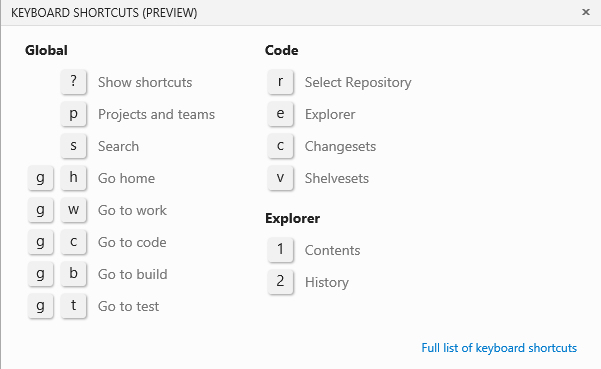 KEYBOARD SHORTCUTS (PREVIEW) ×
Global
? Show shortcuts
p Projects and teams
s Search
g h Go home
g w Go to work
g c Go to code
g b Go to build
g t Go to test
Code
r Select Repository
e Explorer
c Changesets
v Shelvesets
Explorer
1 Contents
2 History
Full list of keyboard shortcuts